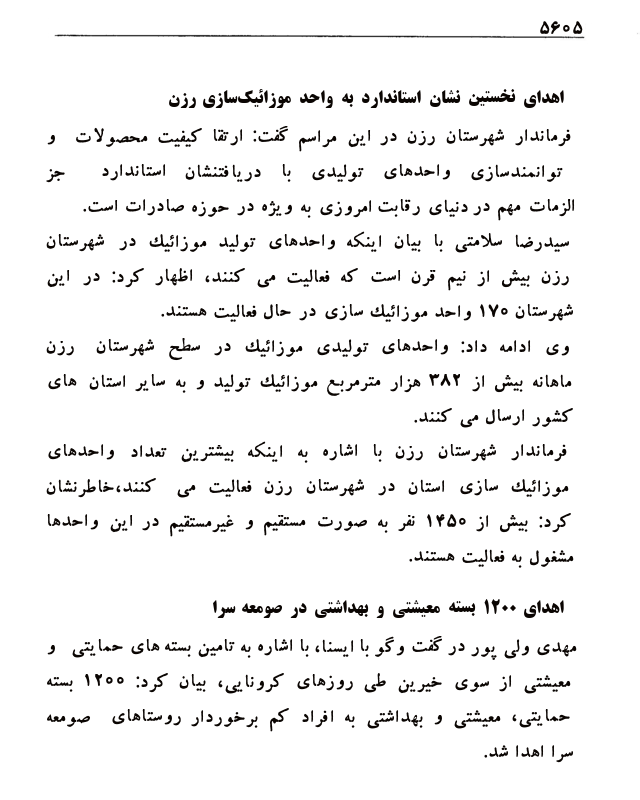 ۵۶۰۵
اهدای نخستین نشان استاندارد به واحد موزائیک‌سازی رزن
فرماندار شهرستان رزن در این مراسم گفت: ارتقا کیفیت محصولات و
توانمندسازی واحدهای تولیدی با دریافتنشان استاندارد جز
الزمات مهم در دنیای رقابت امروزی به ویژه در حوزه صادرات است.
سیدرضا سلامتی با بیان اینکه واحدهای تولید موزائیك در شهرستان
رزن بیش از نیم قرن است که فعالیت می کنند، اظهار کرد: در این
شهرستان ۱۷۰ واحد موزائیك سازی در حال فعالیت هستند.
وی ادامه داد: واحدهای تولیدی موزائیك در سطح شهرستان رزن
ماهانه بیش از ۳۸۲ هزار مترمربع موزائیك تولید و به سایر استان های
کشور ارسال می کنند.
فرماندار شهرستان رزن با اشاره به اینکه بیشترین تعداد واحدهای
موزائیك سازی استان در شهرستان رزن فعالیت می کنند،خاطرنشان
کرد: بیش از ۱۴۵۰ نفر به صورت مستقیم و غیرمستقیم در این واحدها
مشغول به فعالیت هستند.
اهدای ۱۲۰۰ بسته معیشتی و بهداشتی در صومعه سرا
مهدی ولی پور در گفت وگو با ایسنا، با اشاره به تامین بسته های حمایتی و
معیشتی از سوی خیرین طی روزهای کرونایی، بیان کرد: ۱۲۰۰ بسته
حمایتی، معیشتی و بهداشتی به افراد کم برخوردار روستاهای صومعه
سرا اهدا شد.